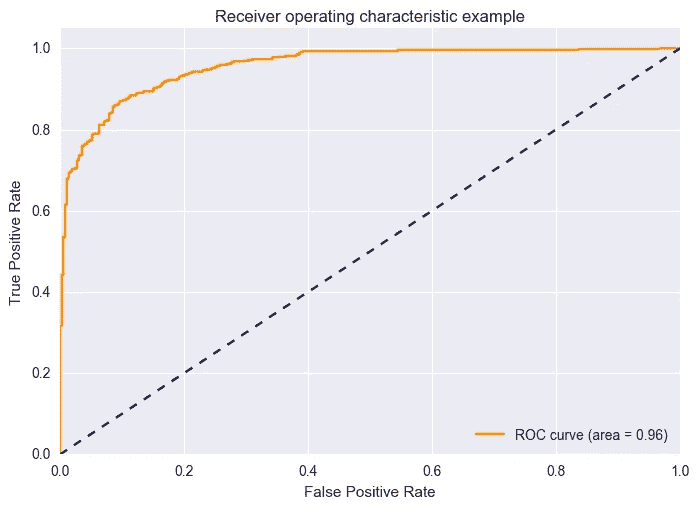 Receiver operating characteristic example
1.0
0.8
0.6
0.4
0.2
0.0
True Positive Rate
0.0 0.2 0.4 0.6 0.8 1.0
False Positive Rate
ROC curve (area = 0.96)